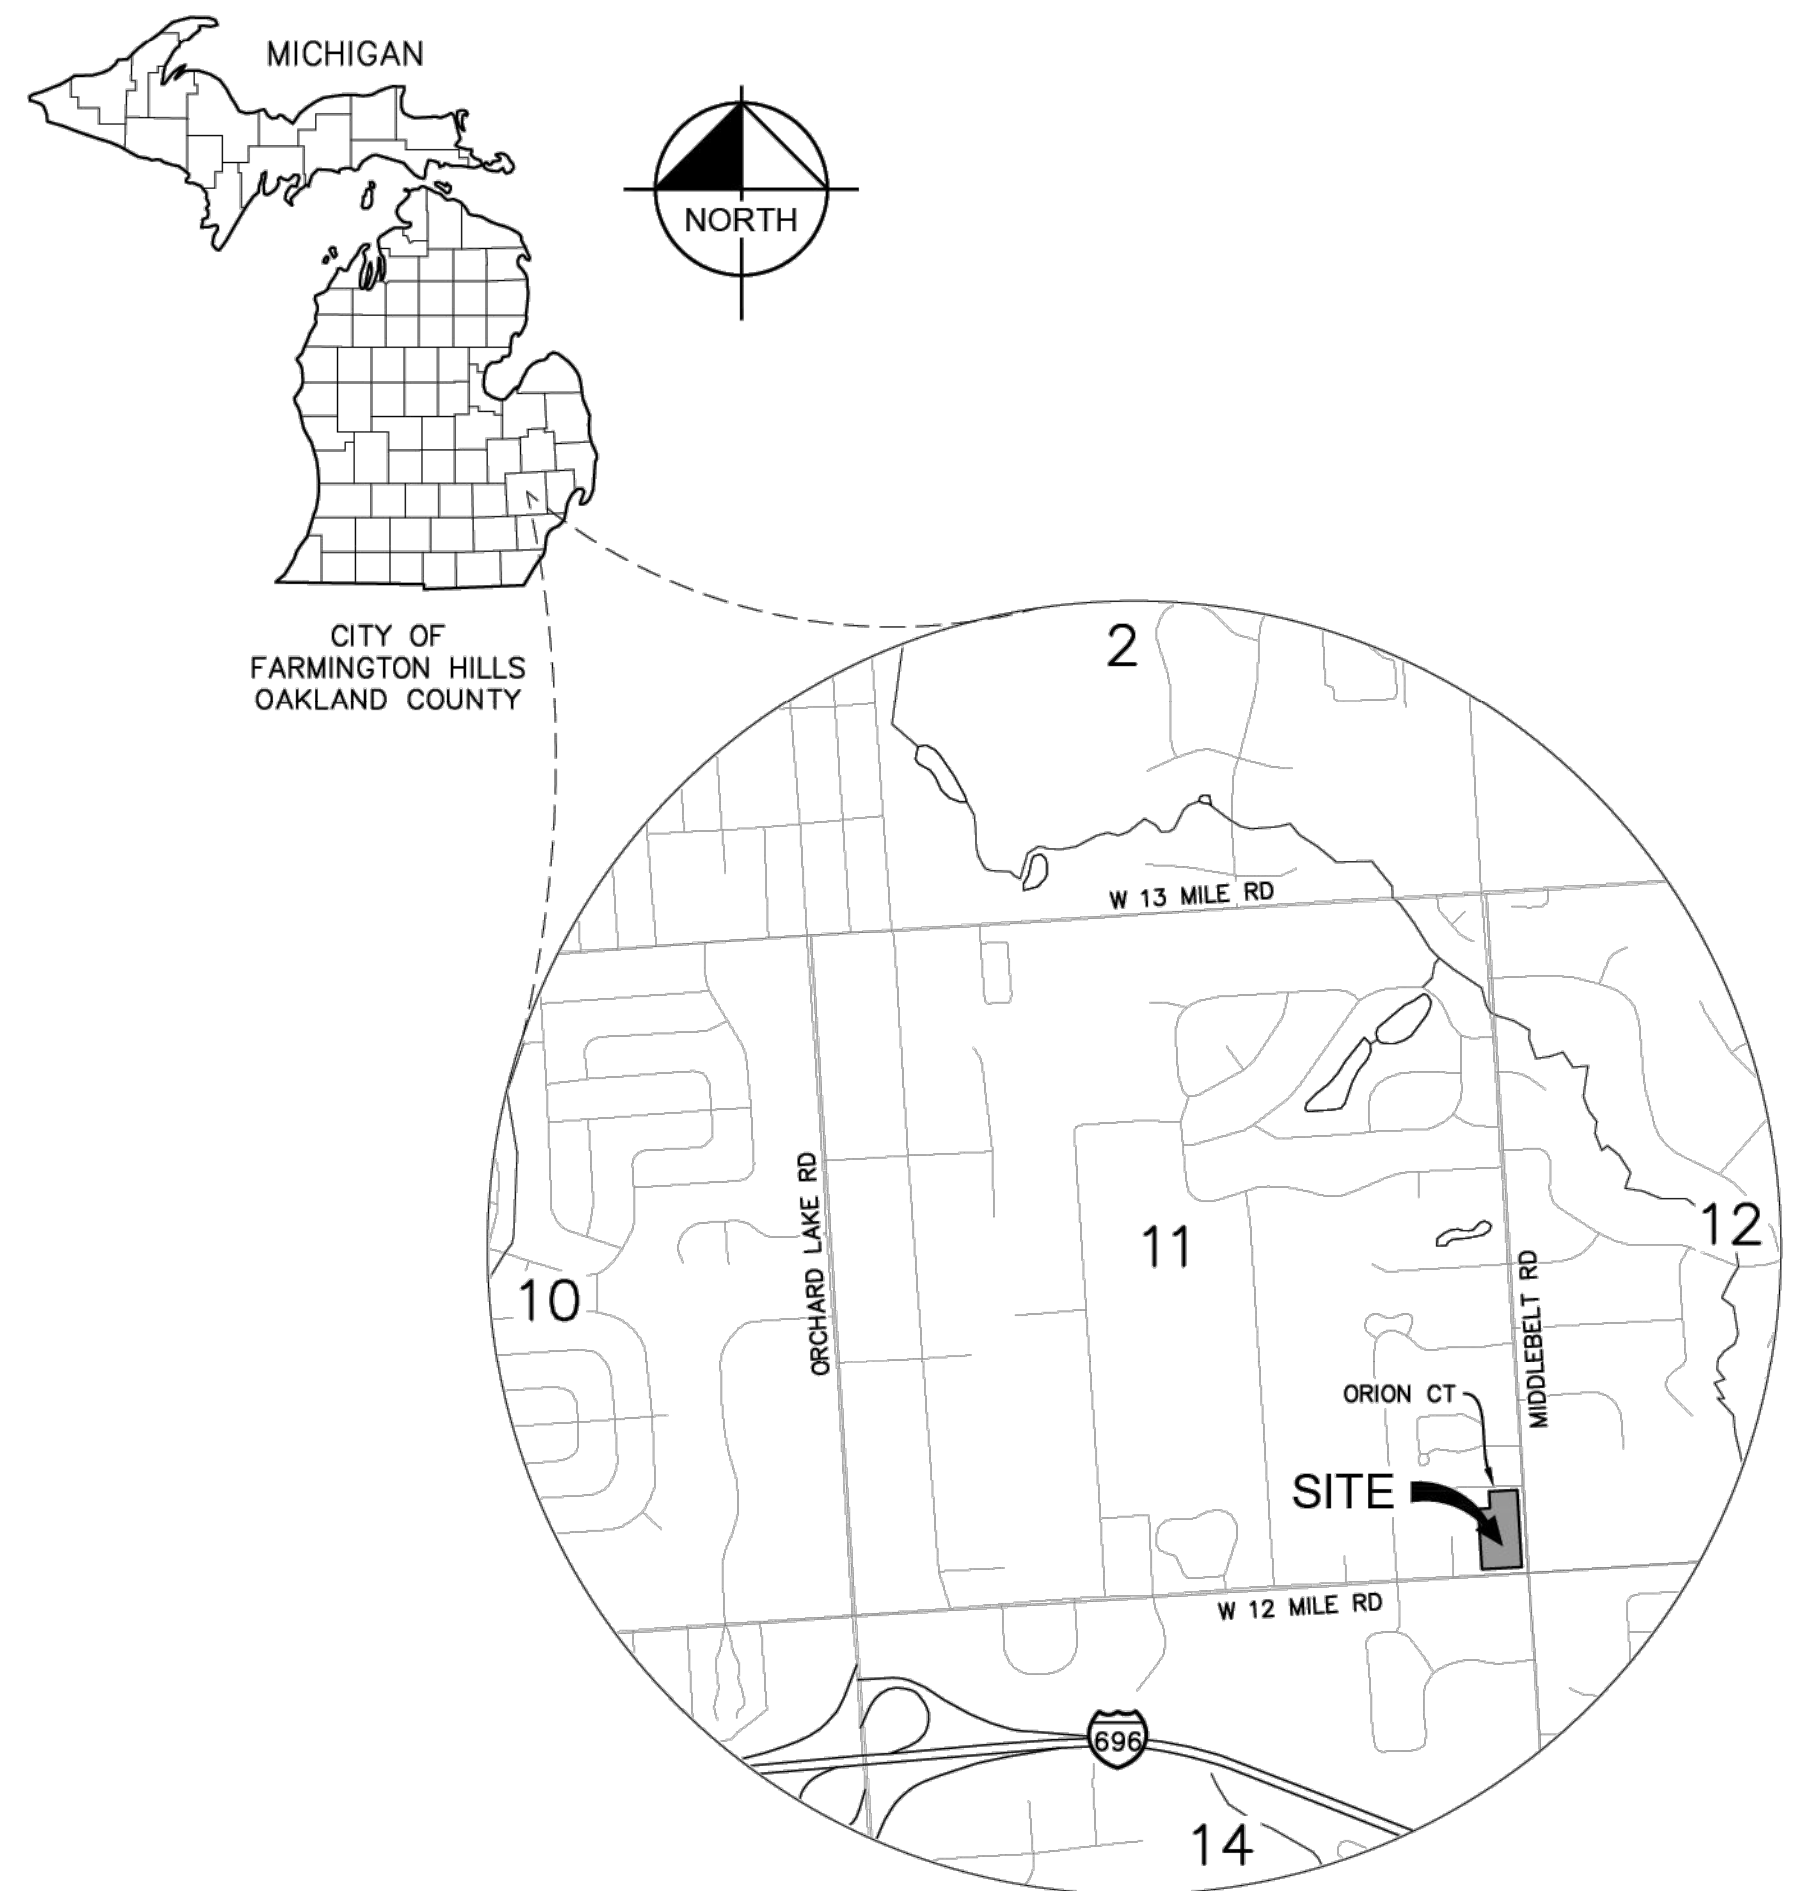 MICHIGAN
NORTH
CITY OF
FARMINGTON HILLS
OAKLAND COUNTY
2
W 13 MILE RD
ORCHARD LAKE RD
11
12
10
MIDDLEBELT RD
ORION CT
SITE
W 12 MILE RD
696
14